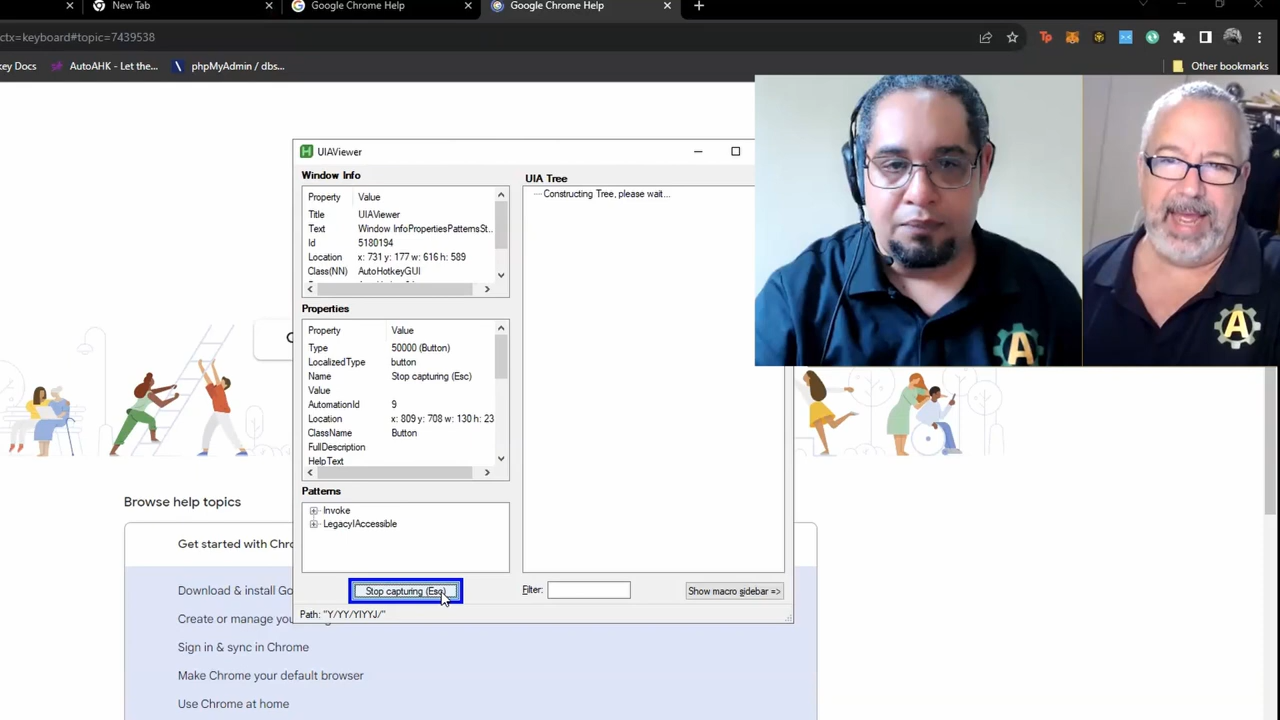 New Tab
Google Chrome Help
Google Chrome Help
ctx=keyboard#topic=7439538
Tp
key Docs
AutoAHK - Let the...
phpMyAdmin / dbs...
Other bookmarks
UIAViewer
Window Info
Property Value
Title UIAViewer
Text Window InfoPropertiesPatternsSt...
Id 5180194
Location x: 731 y: 177 w: 616 h: 589
Class(NN) AutoHotkeyGUI
Properties
Property Value
Type 50000 (Button)
LocalizedType button
Name Stop capturing (Esc)
Value
AutomationId 9
Location x: 809 y: 708 w: 130 h: 23
ClassName Button
FullDescription
HelpText
Patterns
Invoke
LegacyIAccessible
Stop capturing (Esc)
Path: "Y/YY/YIYYJ/"
UIA Tree
Constructing Tree, please wait...
Filter:
Show macro sidebar =>
A
A
Browse help topics
Get started with Chr
Download & install Go
Create or manage you
Sign in & sync in Chrome
Make Chrome your default browser
Use Chrome at home